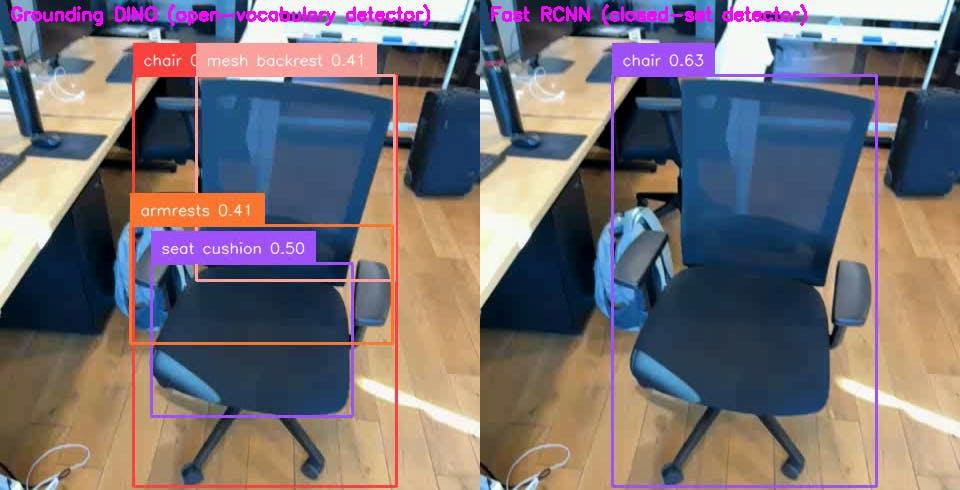 Grounding DINO (open-vocabulary detector)
Fast RCNN (closed-set detector)
chair 0
mesh backrest 0.41
chair 0.63
armrests 0.41
seat cushion 0.50